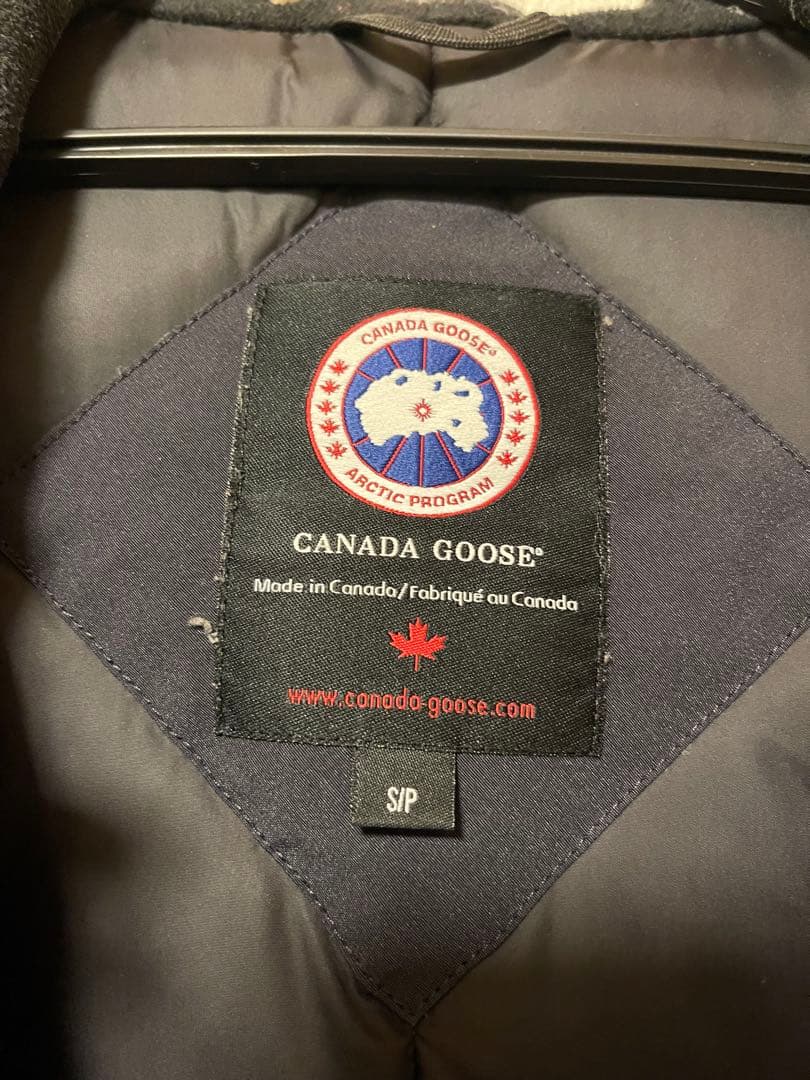 CANADA GOOSE®
ARCTIC PROGRAM
CANADA GOOSE®
Made in Canada/Fabriqué au Canada
www.canada-goose.com
S/P